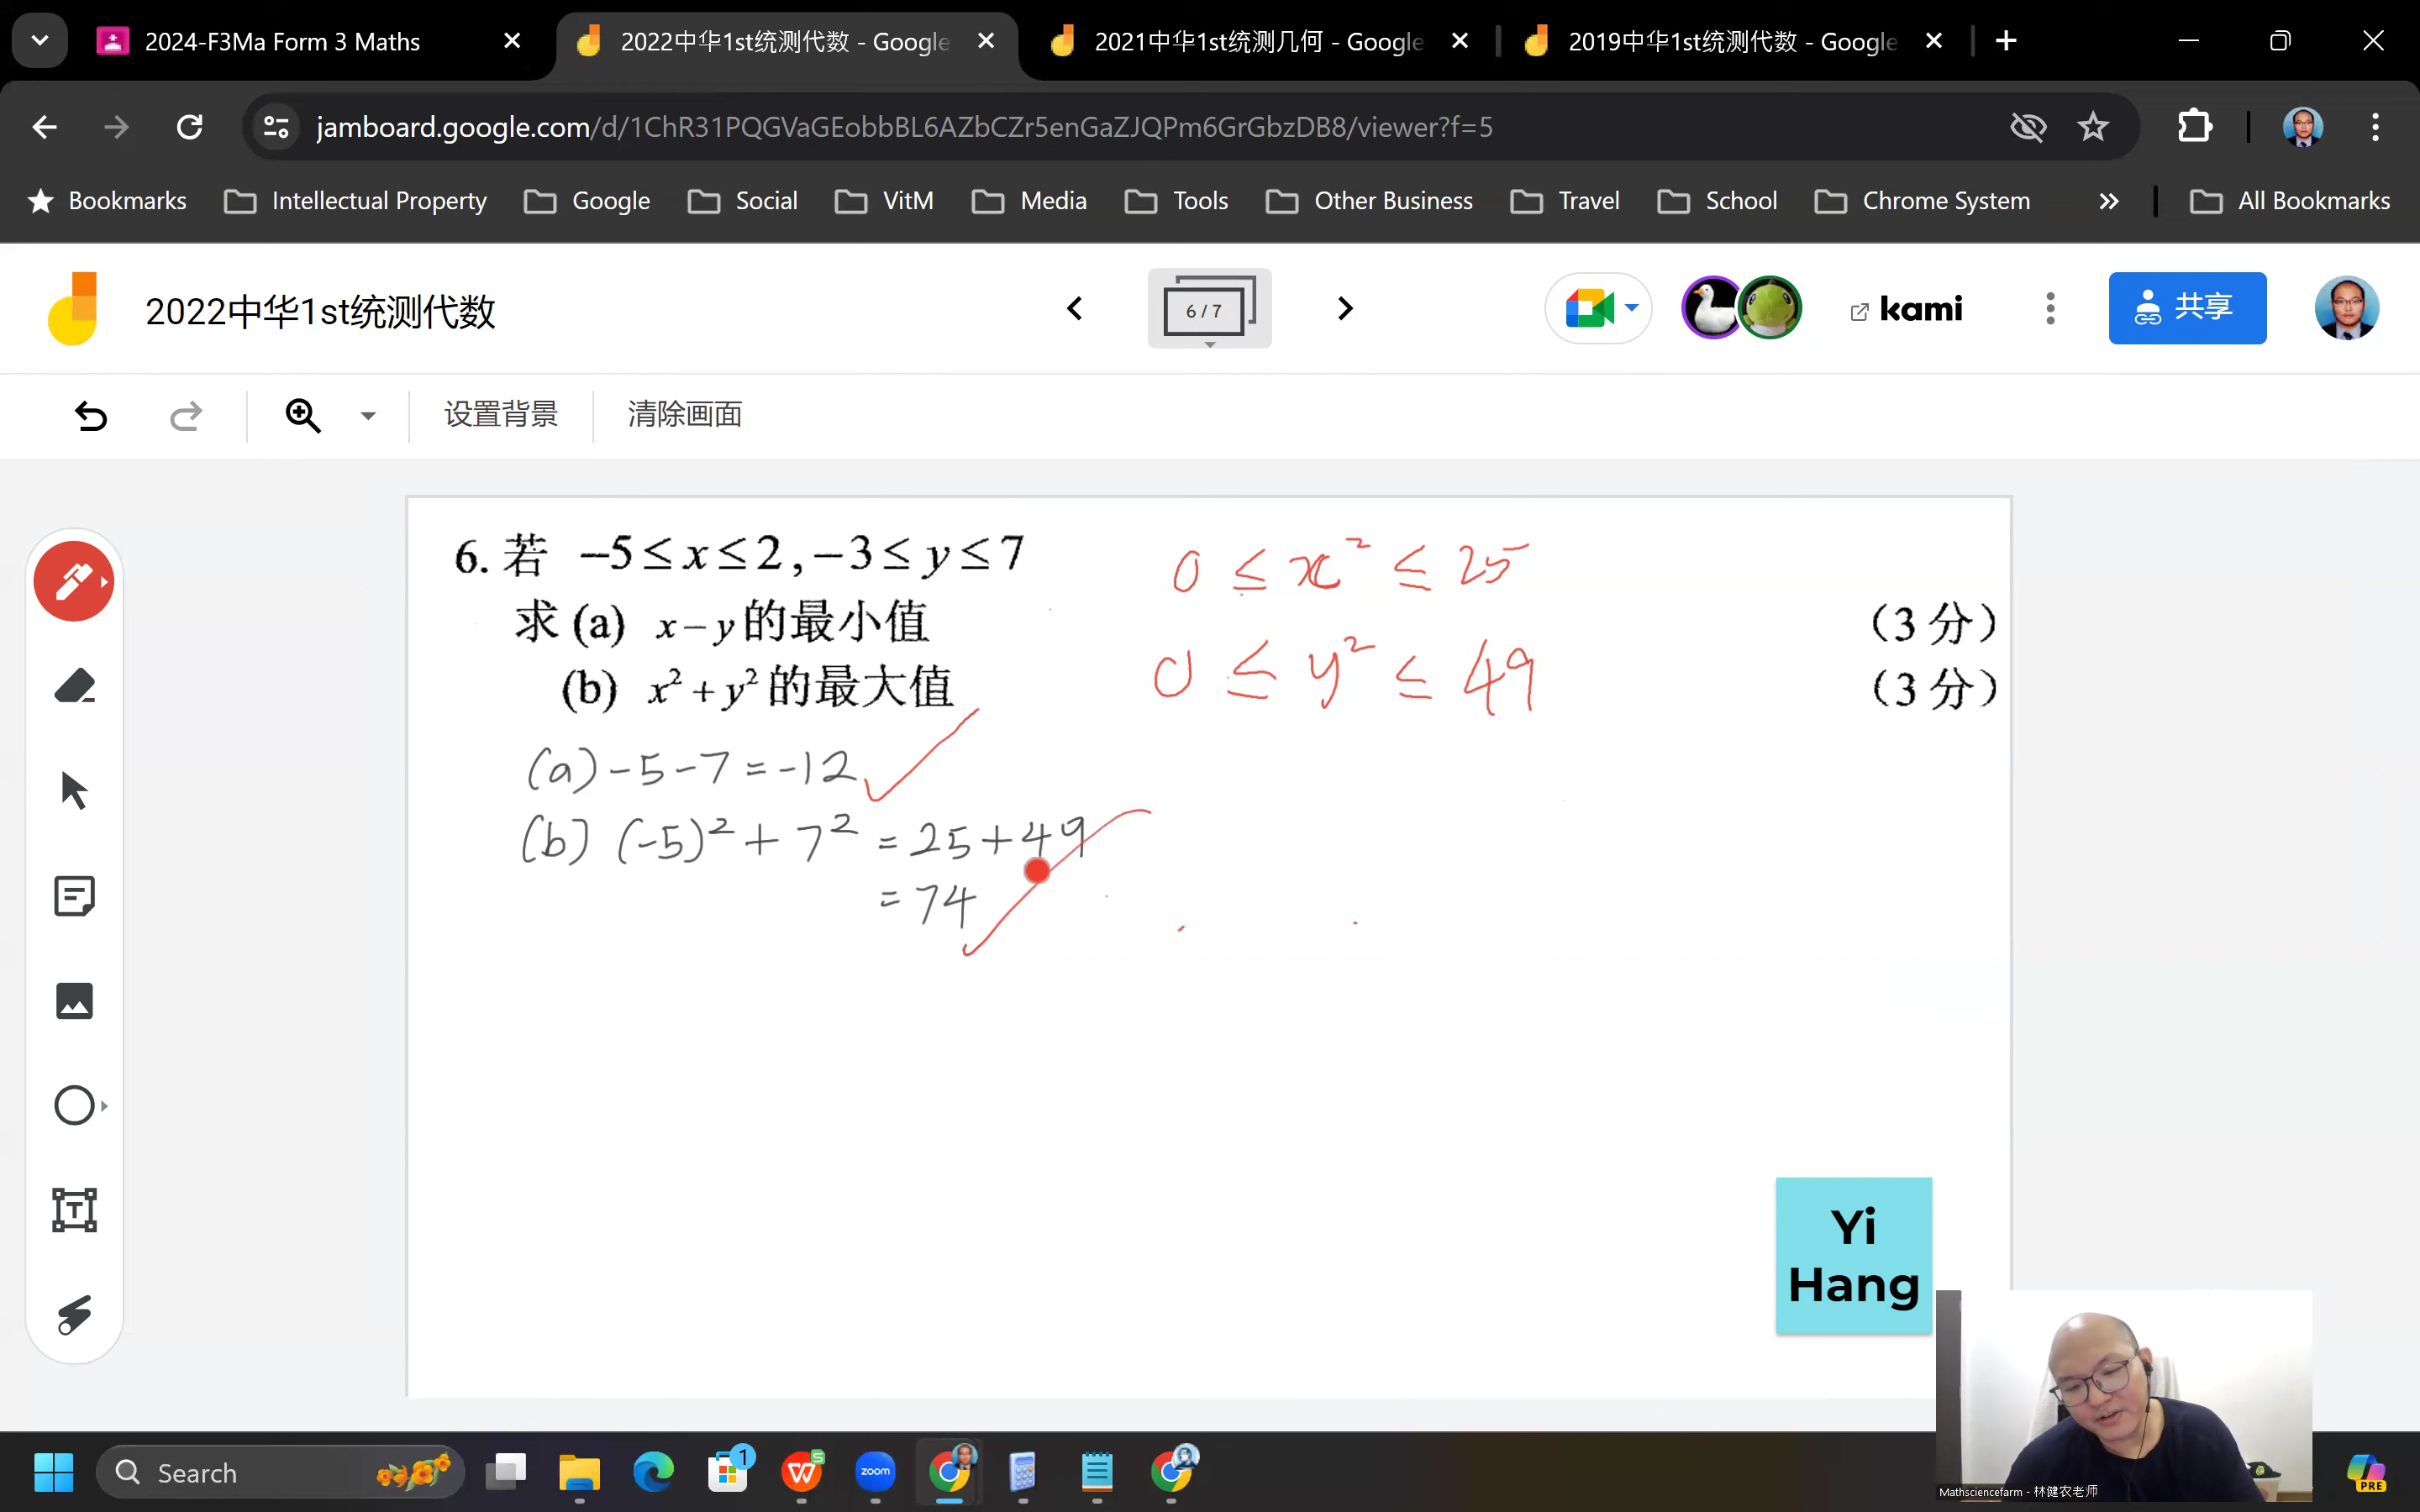 2024-F3Ma Form 3 Maths
2022中华1st统测代数 - Google
2021中华1st统测几何 - Google
2019中华1st统测代数 - Google
jamboard.google.com/d/1ChR31PQGVaGEobbBL6AZbCZr5enGaZJQPm6GrGbzDB8/viewer?f=5
Bookmarks
Intellectual Property
Google
Social
VitM
Media
Tools
Other Business
Travel
School
Chrome System
All Bookmarks
2022中华1st统测代数
6 / 7
kami
共享
设置背景
清除画面
6. 若 −5≤x≤2,−3≤y≤7
求 (a) x−y的最小值 (3分)
(b) x²+y²的最大值 (3分)
0 ≤ x² ≤ 25
0 ≤ y² ≤ 49
(a) -5-7=-12
(b) (-5)²+7² = 25+49
= 74
Yi
Hang
Search
1
zoom
PRE
Mathsciencefarm - 林健农老师